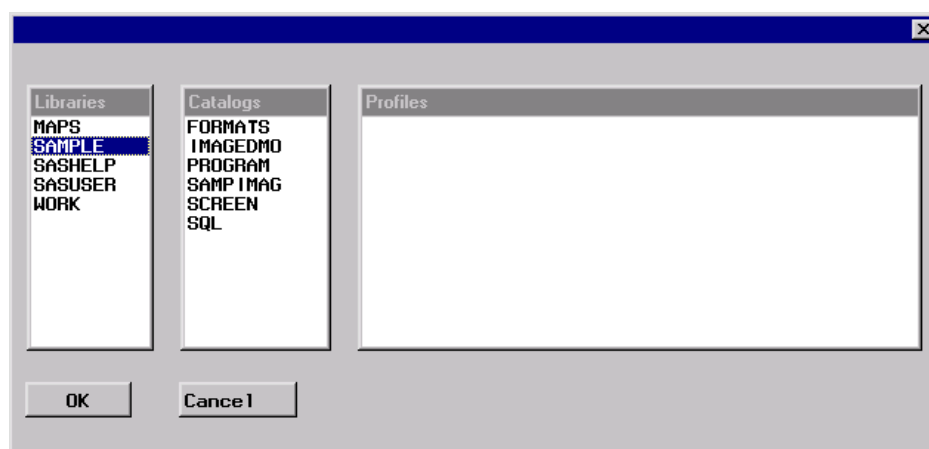 Libraries
MAPS
SAMPLE
SASHELP
SASUSER
WORK
Catalogs
FORMATS
IMAGEDMO
PROGRAM
SAMPIMAG
SCREEN
SQL
Profiles
OK
Cancel